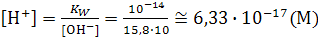 [H⁺] = K_W / [OH⁻] = 10⁻¹⁴ / 15,8·10 ≅ 6,33·10⁻¹⁷(M)